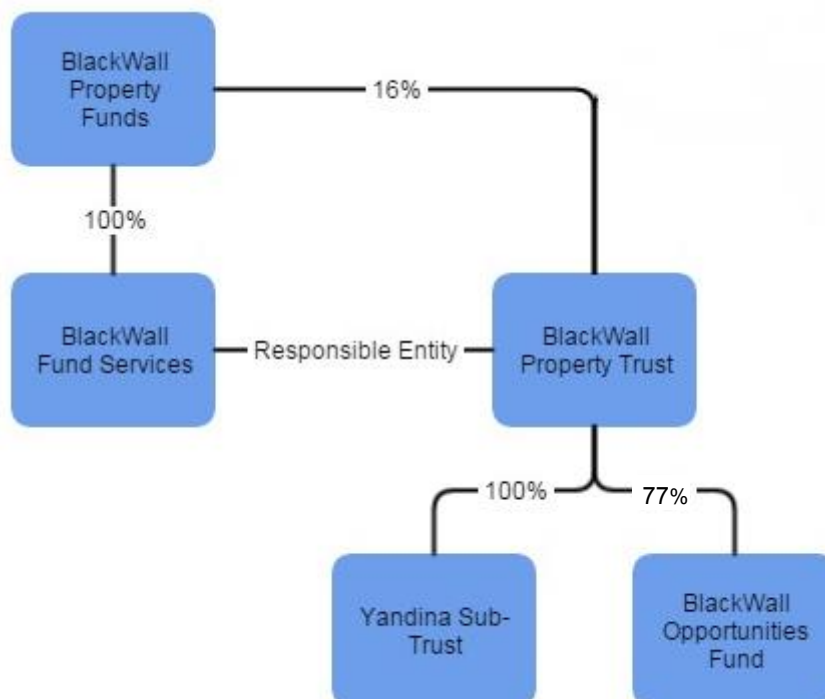 BlackWall
Property
Funds
16%
100%
BlackWall
Fund Services
Responsible Entity
BlackWall
Property Trust
100%
77%
Yandina Sub-
Trust
BlackWall
Opportunities
Fund